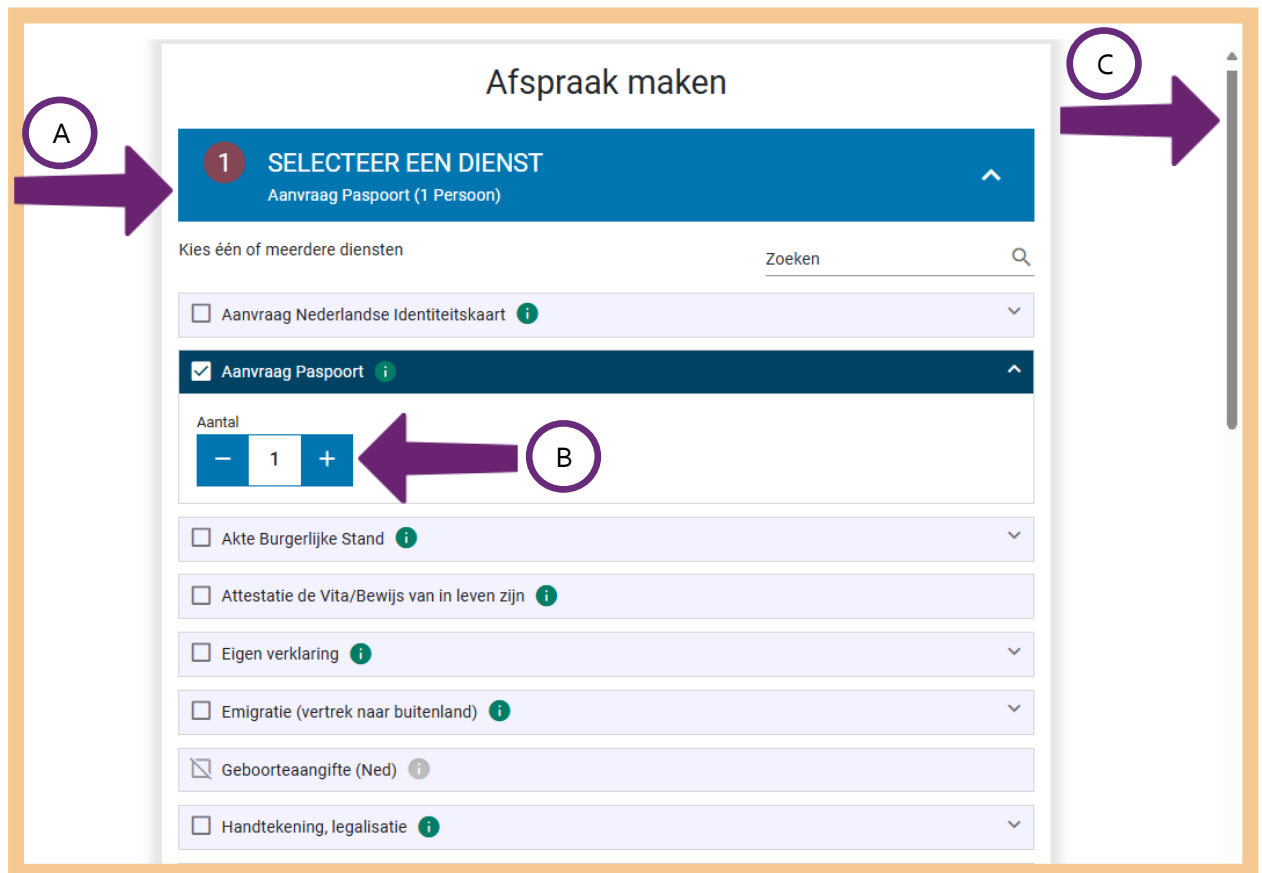 C
Afspraak maken
A
1
SELECTEER EEN DIENST
Aanvraag Paspoort (1 Persoon)
Kies één of meerdere diensten
Zoeken
Aanvraag Nederlandse Identiteitskaart i
Aanvraag Paspoort i
Aantal
− 1 +
B
Akte Burgerlijke Stand i
Attestatie de Vita/Bewijs van in leven zijn i
Eigen verklaring i
Emigratie (vertrek naar buitenland) i
Geboorteaangifte (Ned) i
Handtekening, legalisatie i